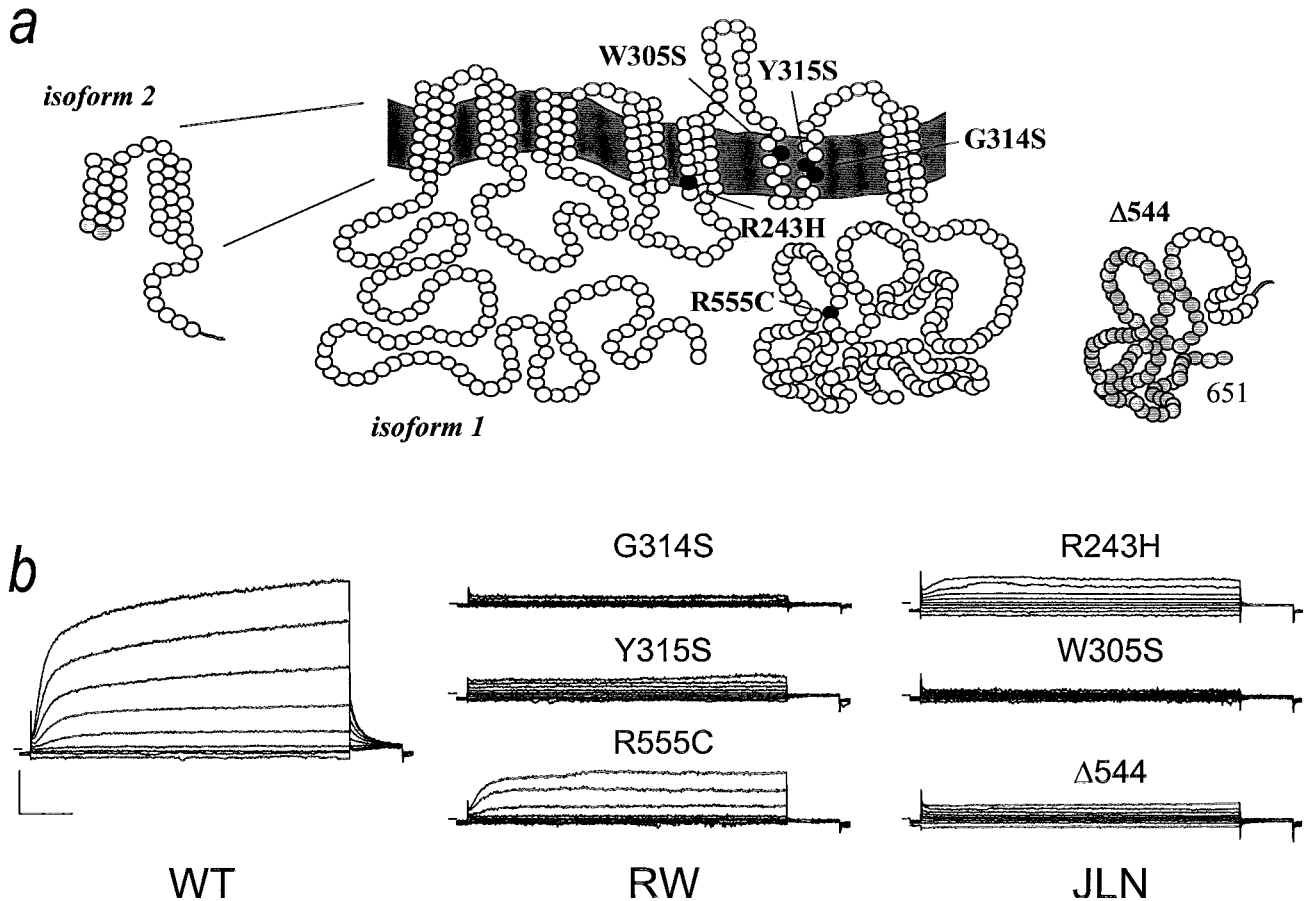 a
isoform 2
W305S
Y315S
G314S
R243H
R555C
Δ544
651
isoform 1
b
G314S
R243H
Y315S
W305S
R555C
Δ544
WT
RW
JLN